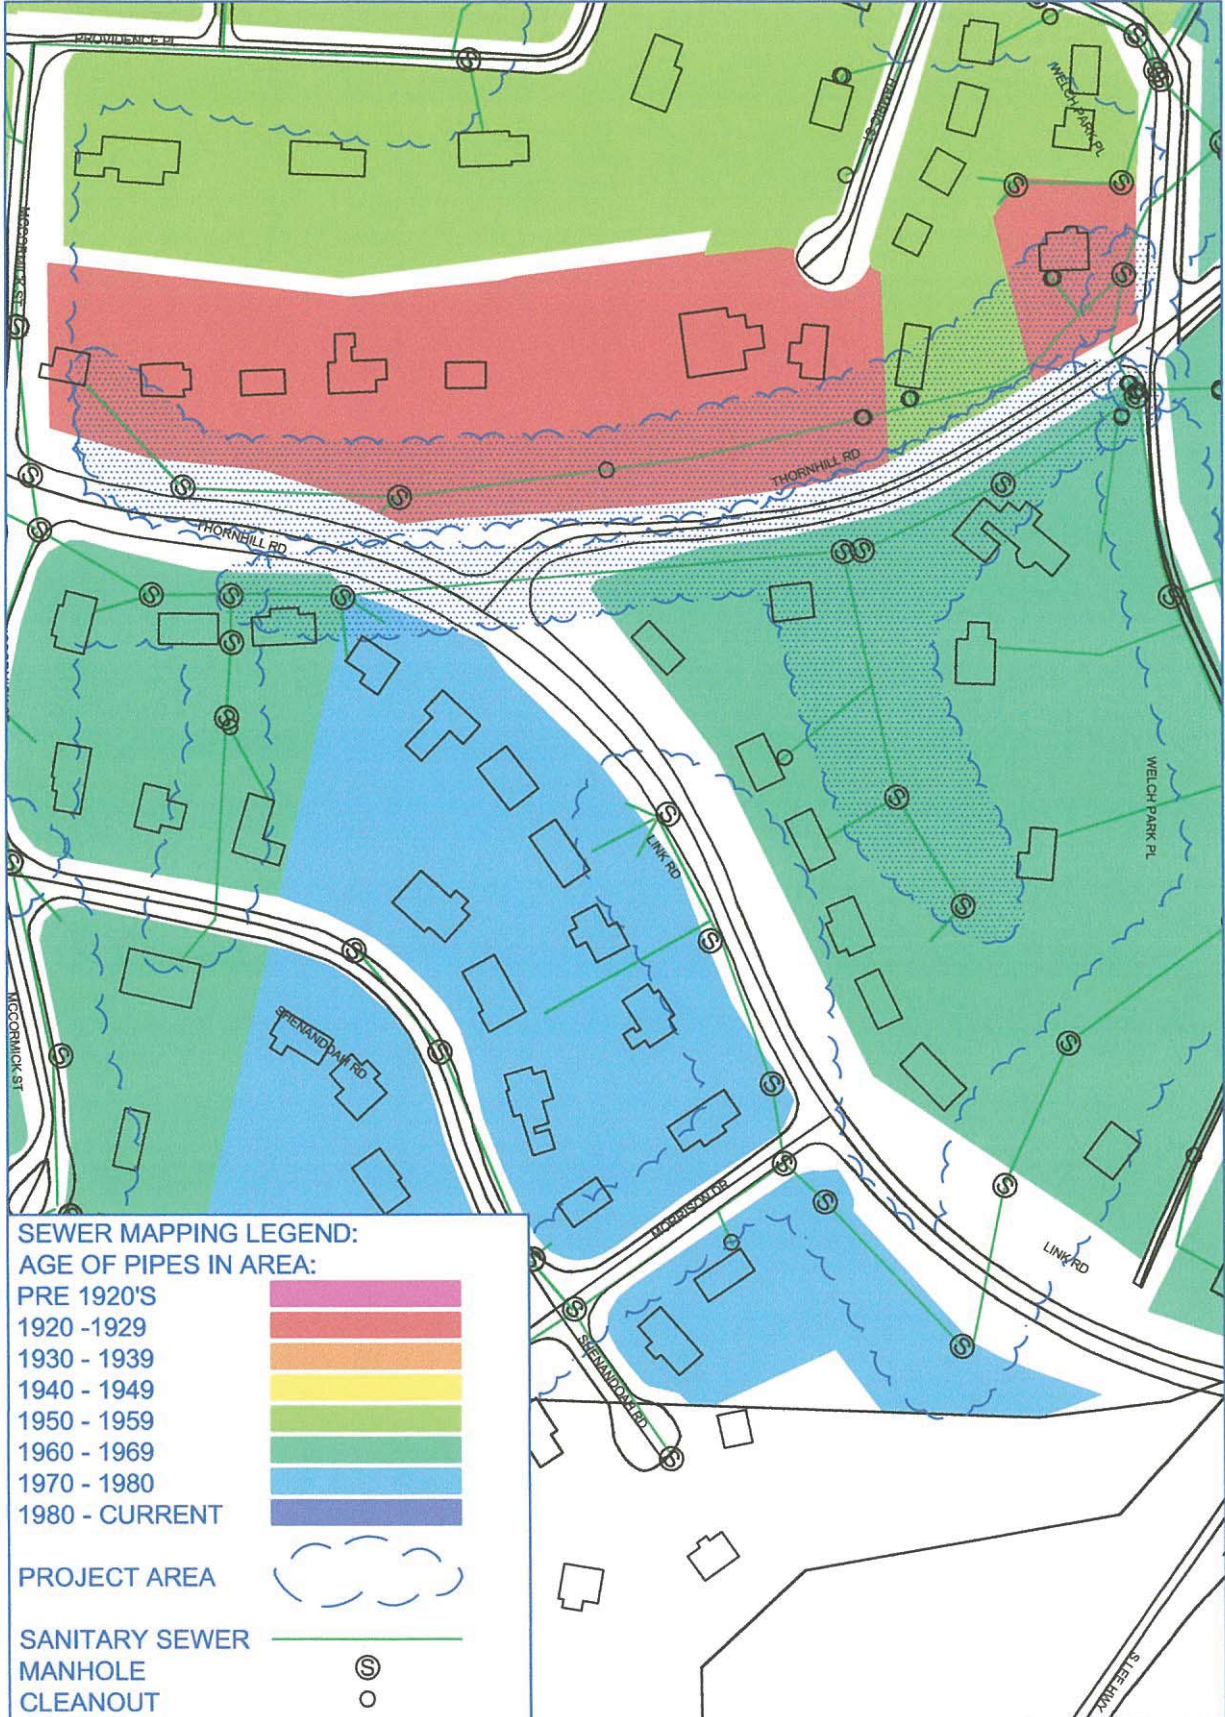 PROVIDENCE PL
WELCH PARK PL
MCCORMICK ST
THORNHILL RD
THORNHILL RD
LINK RD
WELCH PARK PL
MCCORMICK ST
SHENANDOAH RD
MORRISON DR
LINK RD
SHENANDOAH RD
S LEE HWY
SEWER MAPPING LEGEND:
AGE OF PIPES IN AREA:
PRE 1920'S
1920 -1929
1930 - 1939
1940 - 1949
1950 - 1959
1960 - 1969
1970 - 1980
1980 - CURRENT
PROJECT AREA
SANITARY SEWER
MANHOLE
CLEANOUT